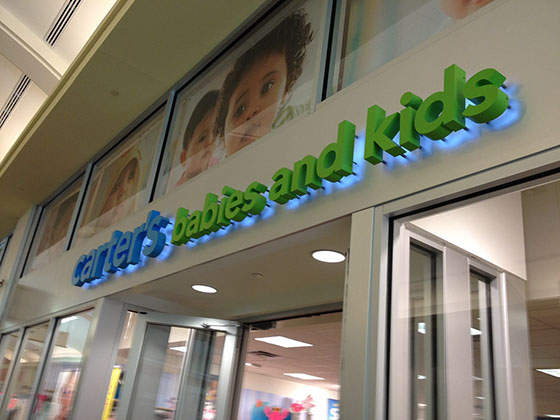 carter's babies and kids